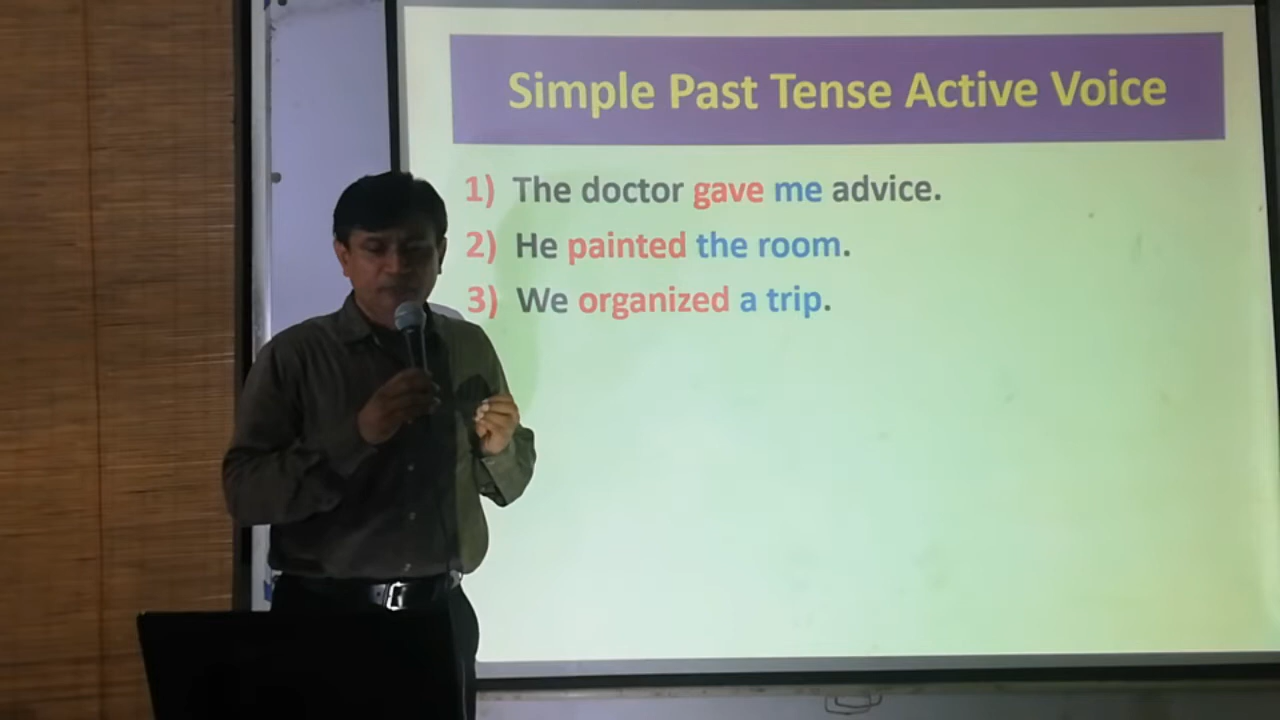 Simple Past Tense Active Voice
1) The doctor gave me advice.
2) He painted the room.
3) We organized a trip.